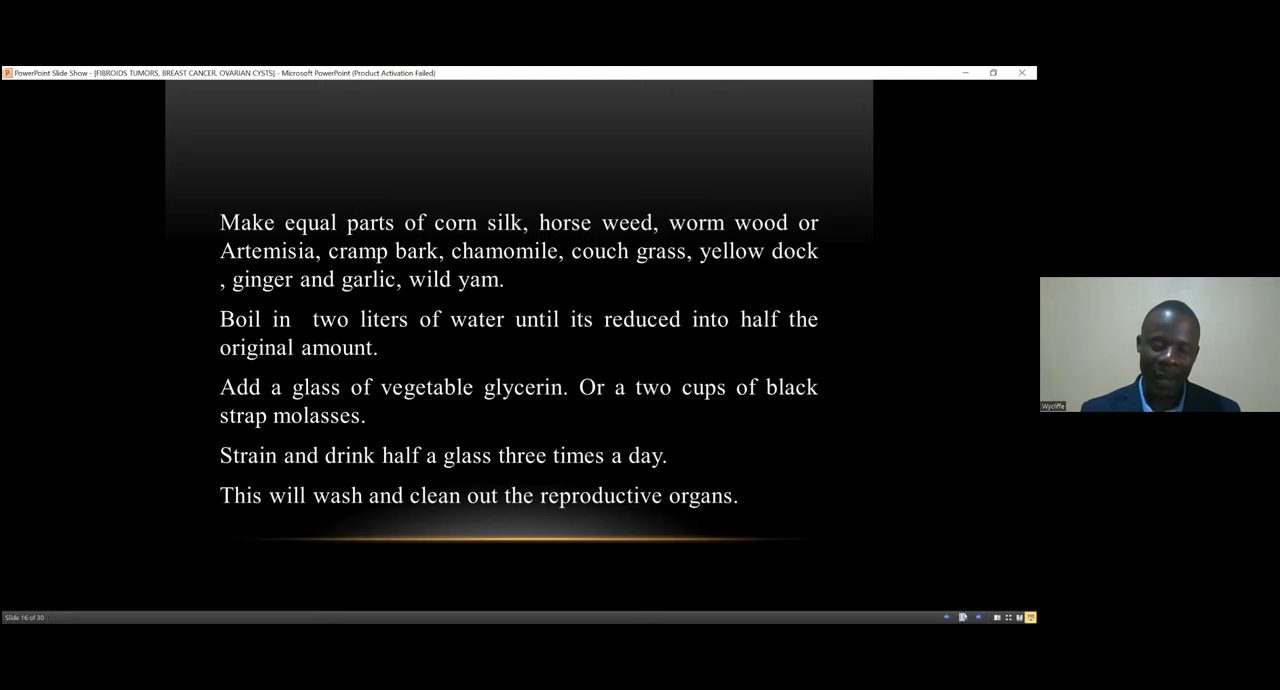 PowerPoint Slide Show - [FIBROIDS TUMORS, BREAST CANCER, OVARIAN CYSTS] - Microsoft PowerPoint (Product Activation Failed)
Make equal parts of corn silk, horse weed, worm wood or
Artemisia, cramp bark, chamomile, couch grass, yellow dock
, ginger and garlic, wild yam.
Boil in two liters of water until its reduced into half the
original amount.
Add a glass of vegetable glycerin. Or a two cups of black
strap molasses.
Strain and drink half a glass three times a day.
This will wash and clean out the reproductive organs.
Wycliffe
Slide 16 of 30